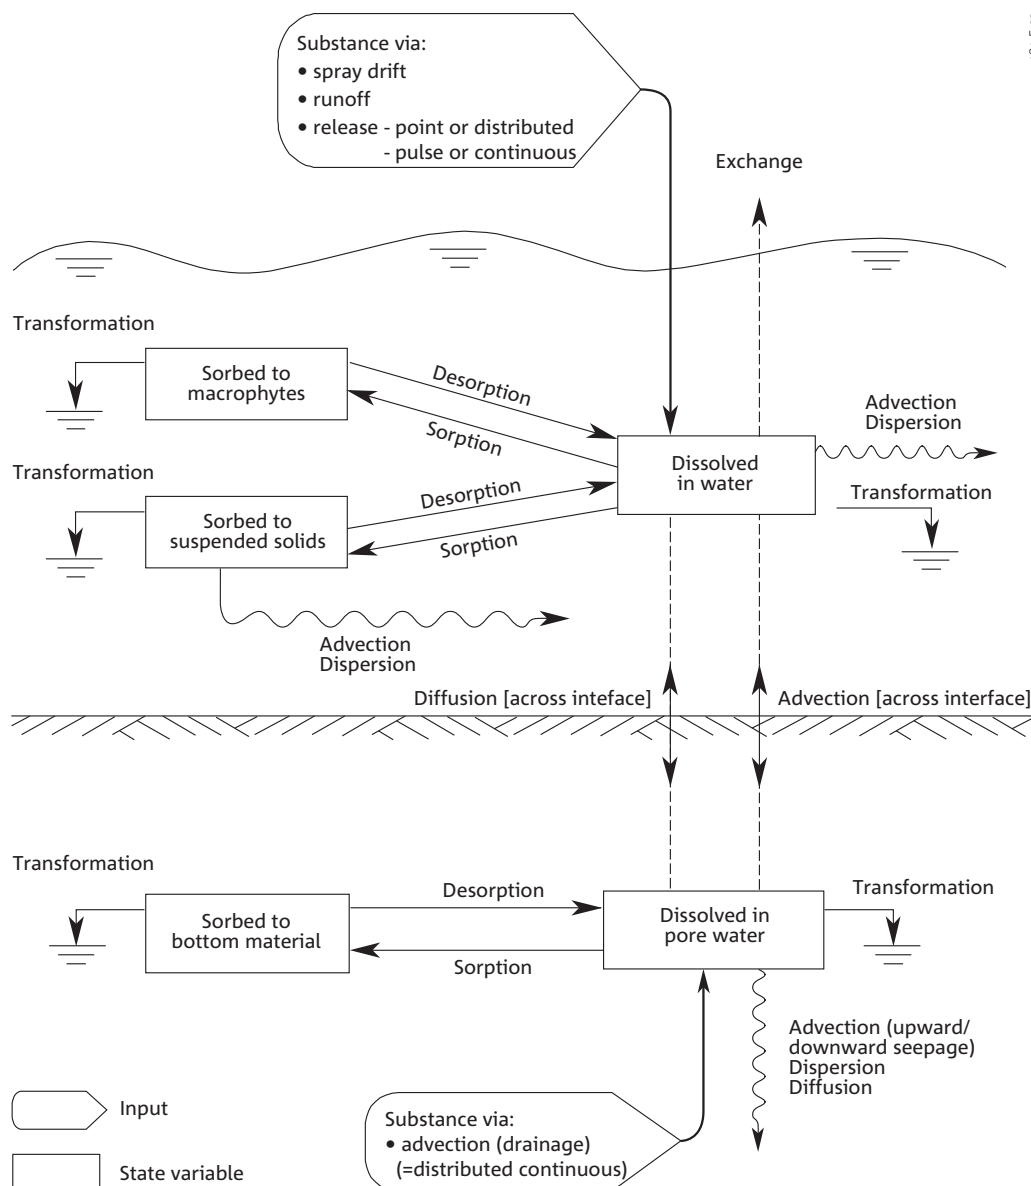 Substance via:
• spray drift
• runoff
• release - point or distributed
- pulse or continuous
Exchange
Transformation
Sorbed to
macrophytes
Desorption
Sorption
Advection
Dispersion
Dissolved
in water
Transformation
Transformation
Sorbed to
suspended solids
Desorption
Sorption
Advection
Dispersion
Diffusion [across inteface]
Advection [across interface]
Transformation
Sorbed to
bottom material
Desorption
Sorption
Dissolved in
pore water
Transformation
Advection (upward/
downward seepage)
Dispersion
Diffusion
Substance via:
• advection (drainage)
(=distributed continuous)
Input
State variable